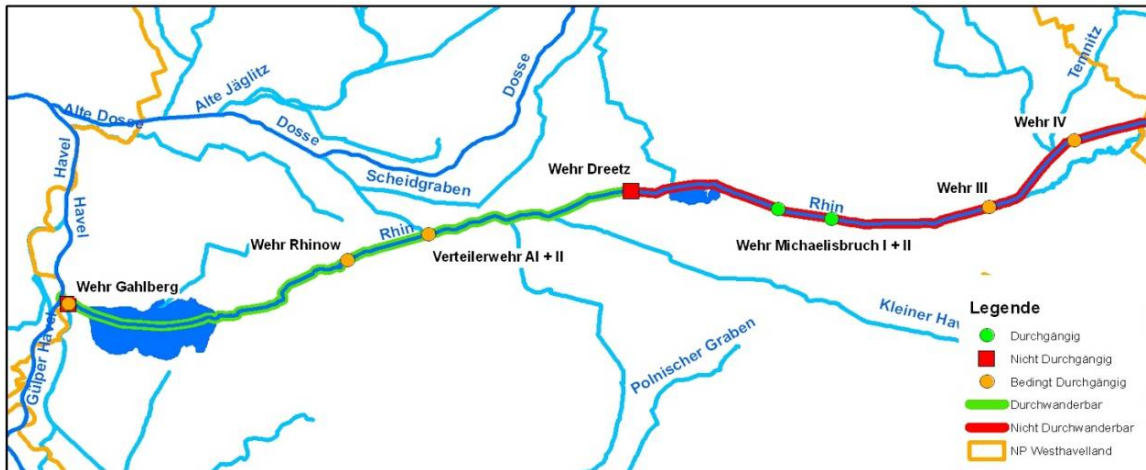 Temnitz
Dosse
Alte Jäglitz
Alte Dosse
Dosse
Wehr IV
Havel
Scheidgraben
Wehr Dreetz
Wehr III
Havel
Rhin
Rhin
Wehr Rhinow
Verteilerwehr AI + II
Wehr Michaelisbruch I + II
Wehr Gahlberg
Kleiner Hav
Gülper Havel
Polnischer Graben
Legende
Durchgängig
Nicht Durchgängig
Bedingt Durchgängig
Durchwanderbar
Nicht Durchwanderbar
NP Westhavelland